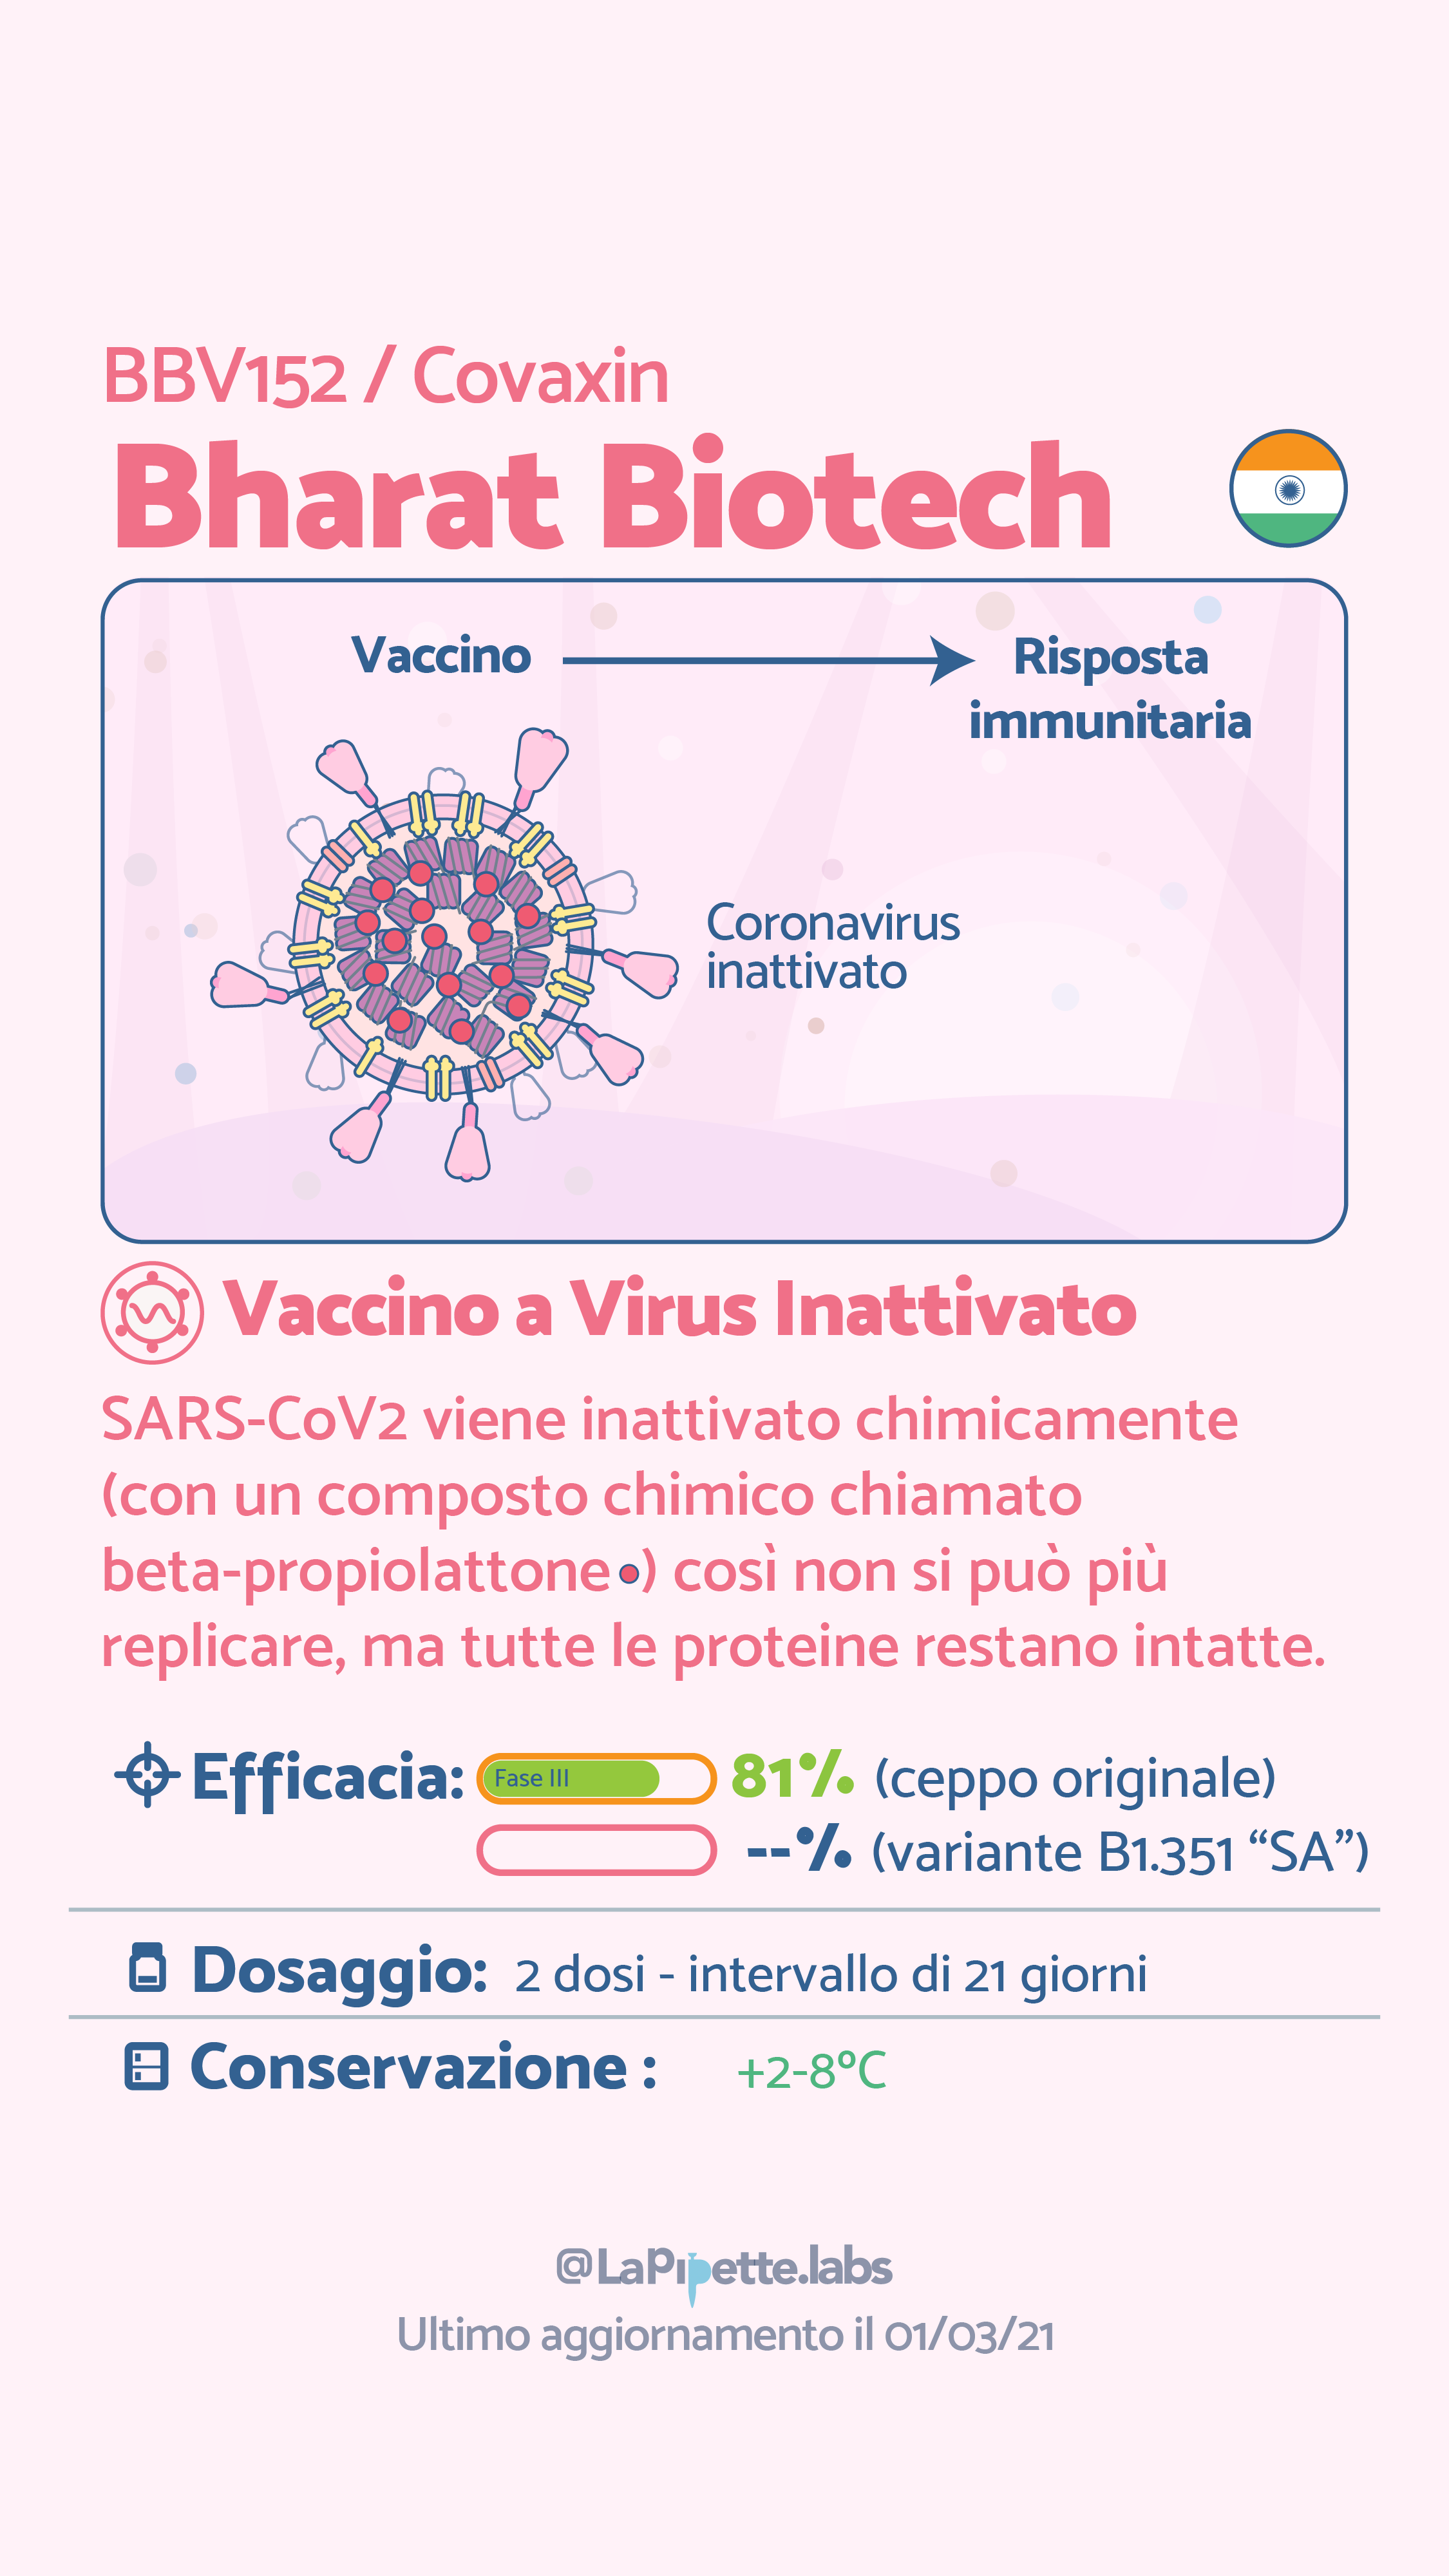 BBV152 / Covaxin
Bharat Biotech
Vaccino
Risposta
immunitaria
Coronavirus
inattivato
Vaccino a Virus Inattivato
SARS-CoV2 viene inattivato chimicamente
(con un composto chimico chiamato
beta-propiolattone ) così non si può più
replicare, ma tutte le proteine restano intatte.
Efficacia: Fase III 81% (ceppo originale)
--% (variante B1.351 “SA”)
Dosaggio: 2 dosi - intervallo di 21 giorni
Conservazione : +2-8ºC
@LaPipette.labs
Ultimo aggiornamento il 01/03/21